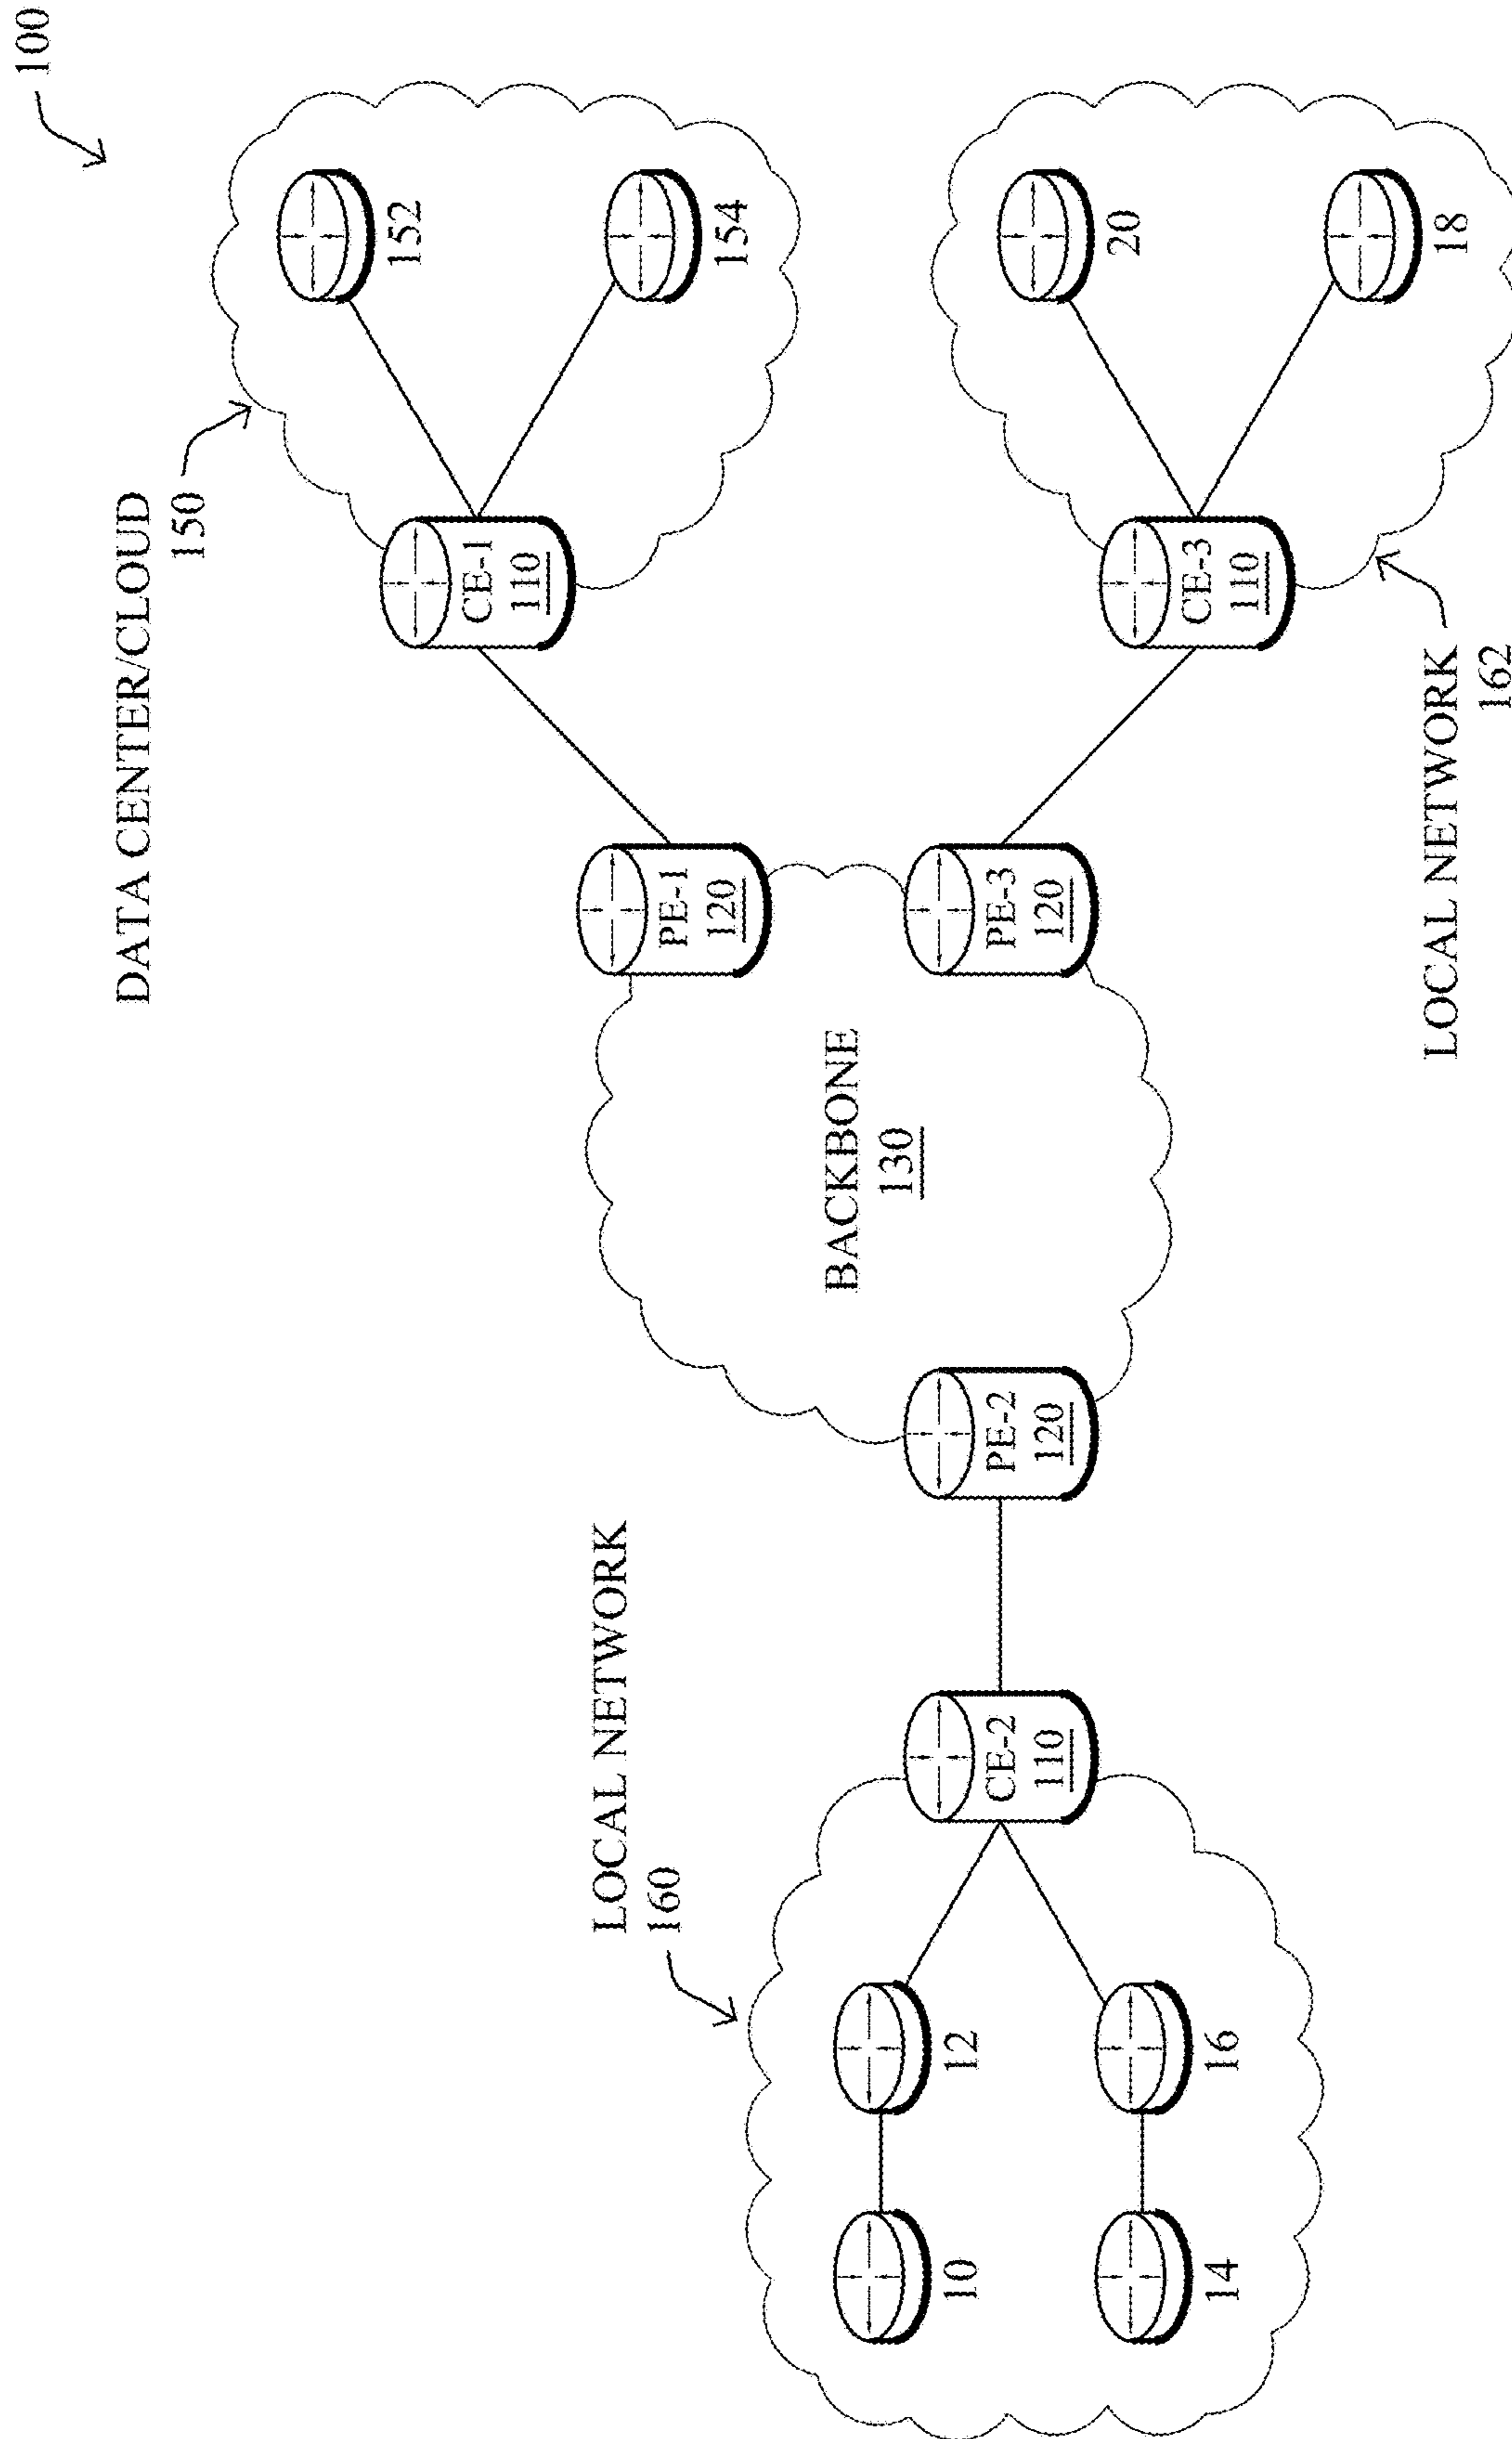 100
DATA CENTER/CLOUD
150
152
154
CE-1
110
LOCAL NETWORK
160
PE-1
120
BACKBONE
130
10
12
14
16
CE-2
110
PE-2
120
PE-3
120
CE-3
110
20
18
LOCAL NETWORK
162